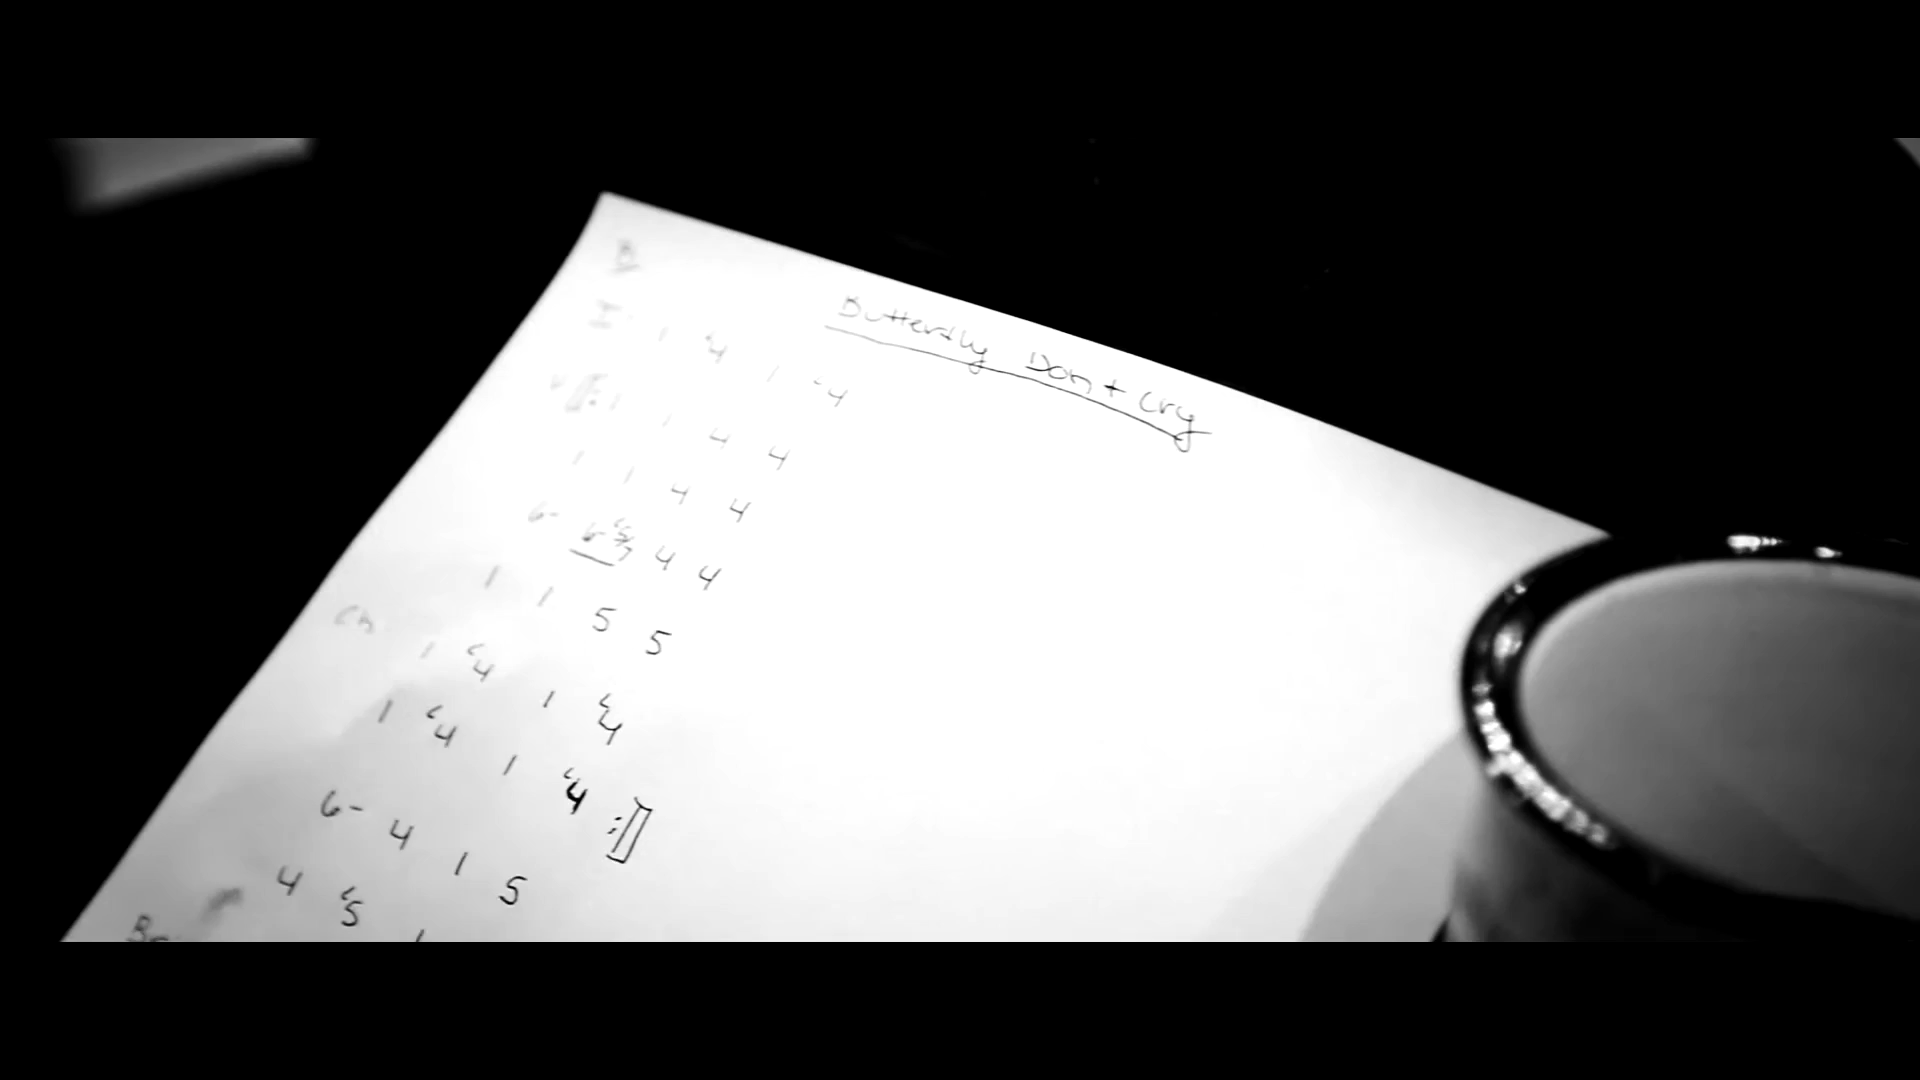 B
Butterfly Don't Cry
I: 1 '4 1 '4
V [: 1 1 4 4
1 1 4 4
6- 6- '5/7 4 4
1 1 5 5
Ch 1 '4 1 '4
1 '4 1 '4 :]
6- 4 1 5
4 '5 1